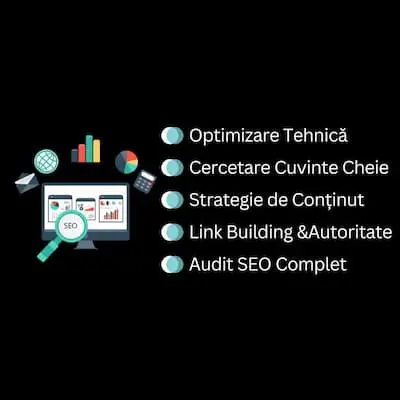 Optimizare Tehnică
Cercetare Cuvinte Cheie
Strategie de Conținut
Link Building &Autoritate
Audit SEO Complet
SEO